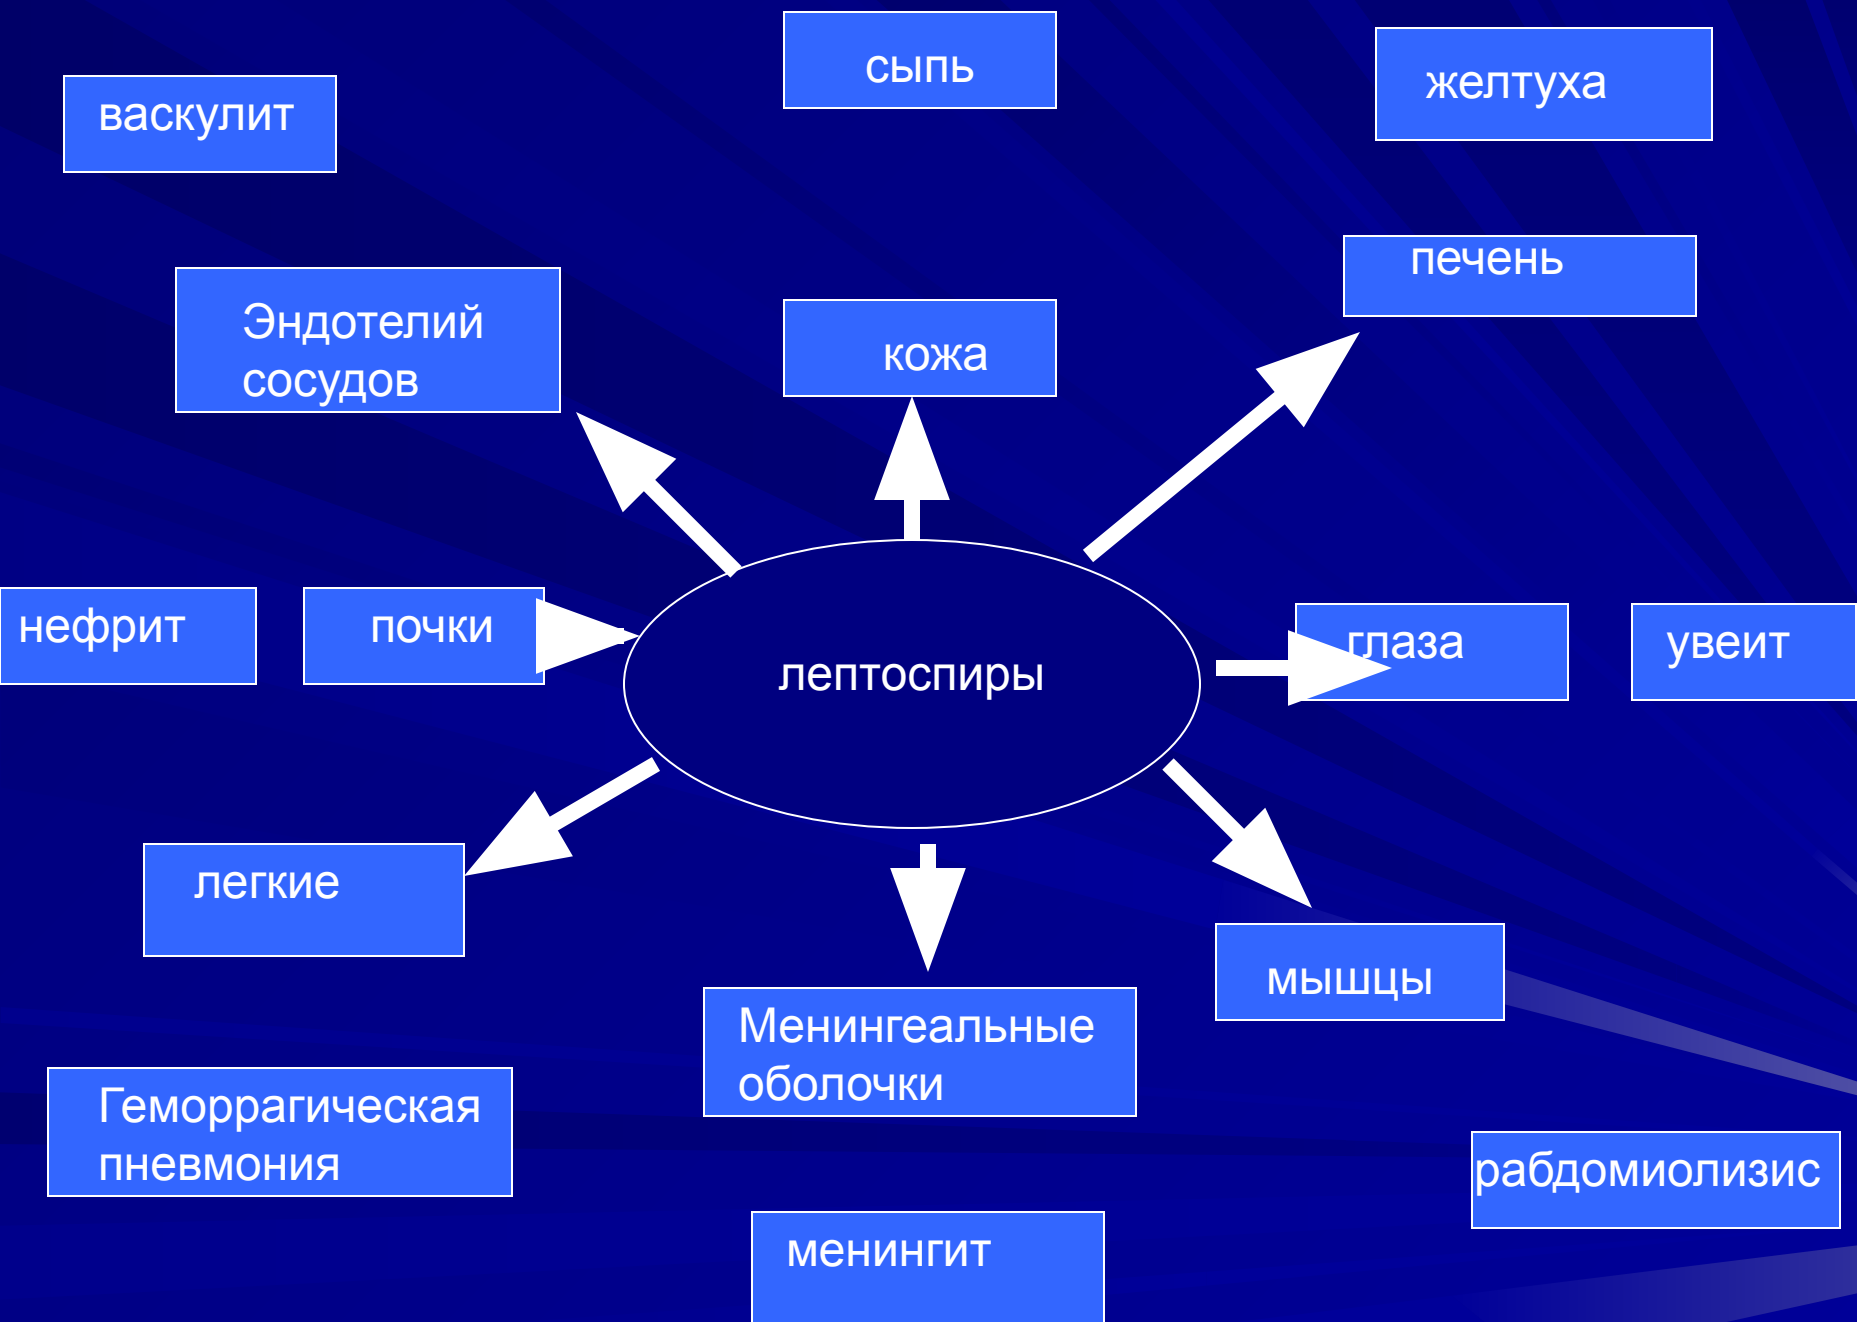 сыпь
желтуха
васкулит
печень
Эндотелий
сосудов
кожа
нефрит
почки
лептоспиры
глаза
увеит
легкие
мышцы
Менингеальные
оболочки
Геморрагическая
пневмония
рабдомиолизис
менингит